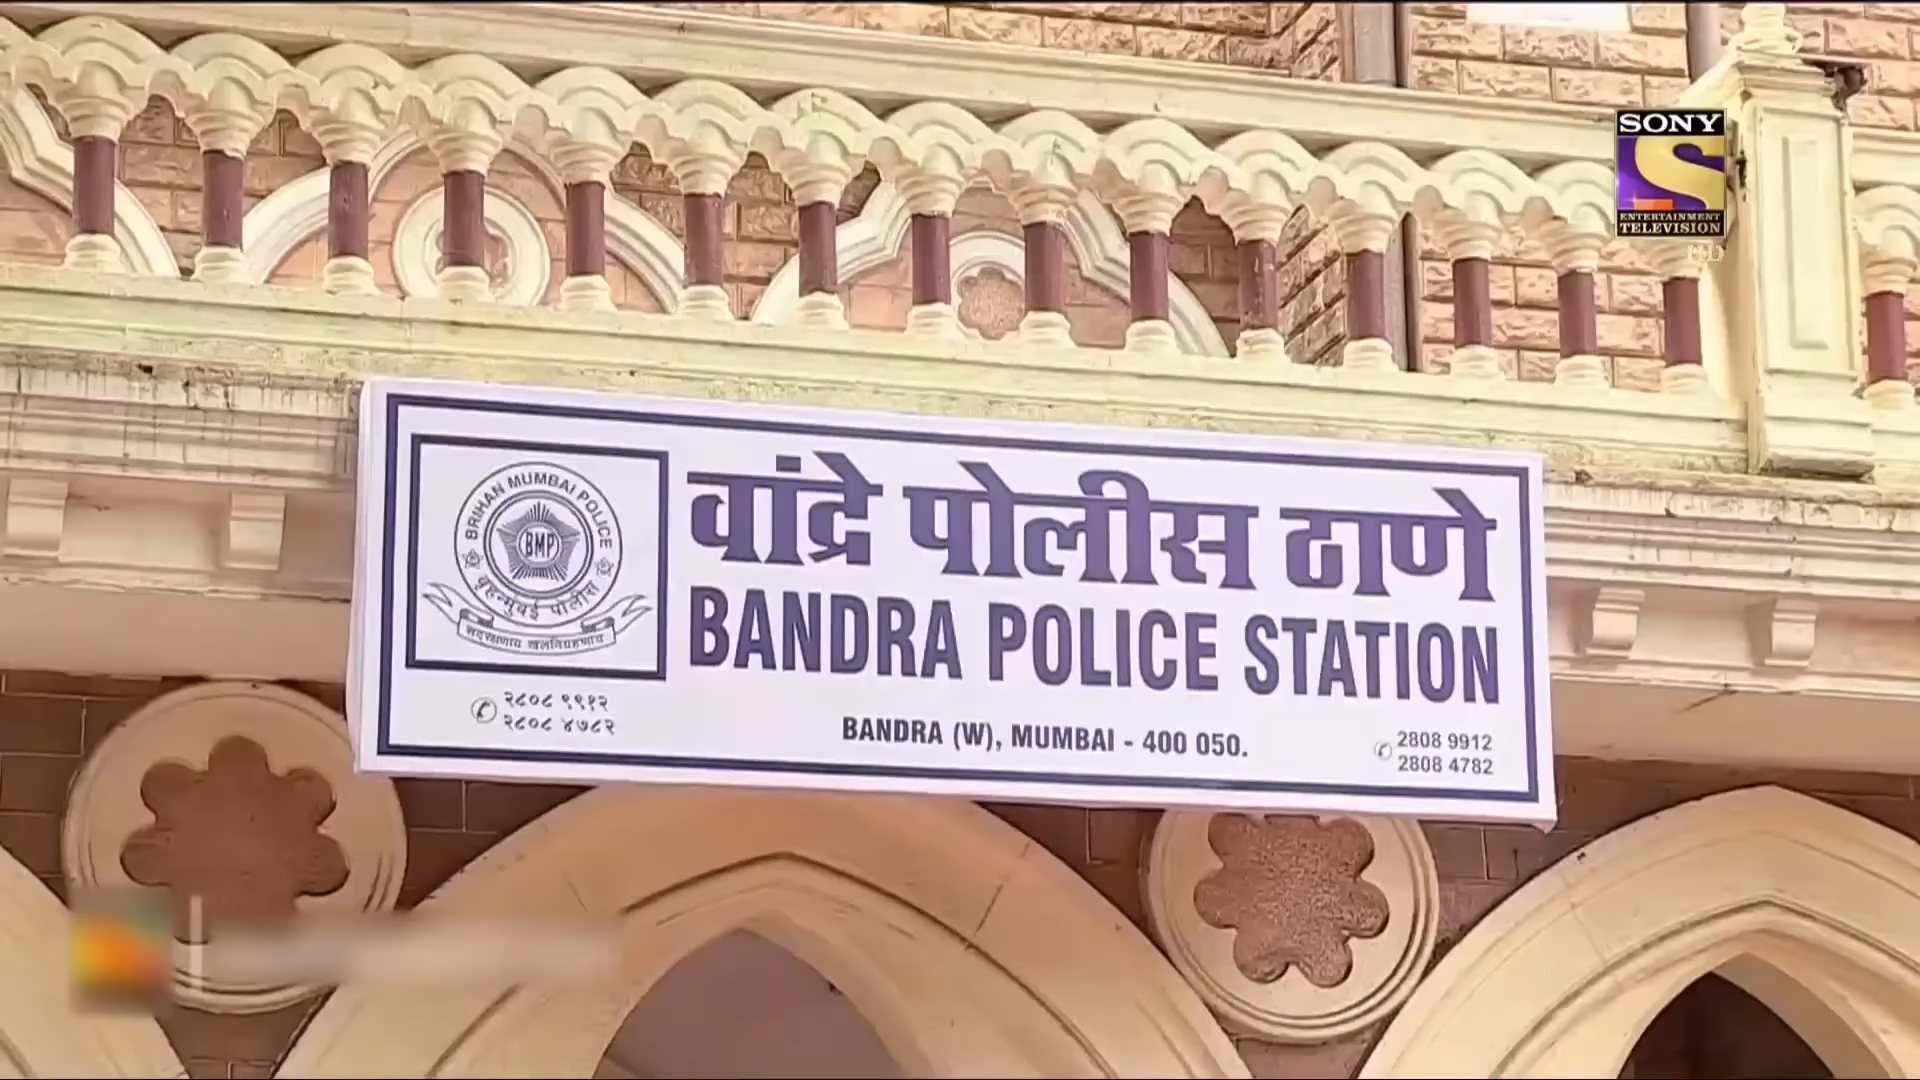 SONY
ENTERTAINMENT
TELEVISION
HD
BRIHAN MUMBAI POLICE
BMP
बृहन्मुंबई पोलीस
सद्रक्षणाय खलनिग्रहणाय
वांद्रे पोलीस ठाणे
BANDRA POLICE STATION
२८०८ ९९१२
२८०८ ४७८२
BANDRA (W), MUMBAI - 400 050.
2808 9912
2808 4782